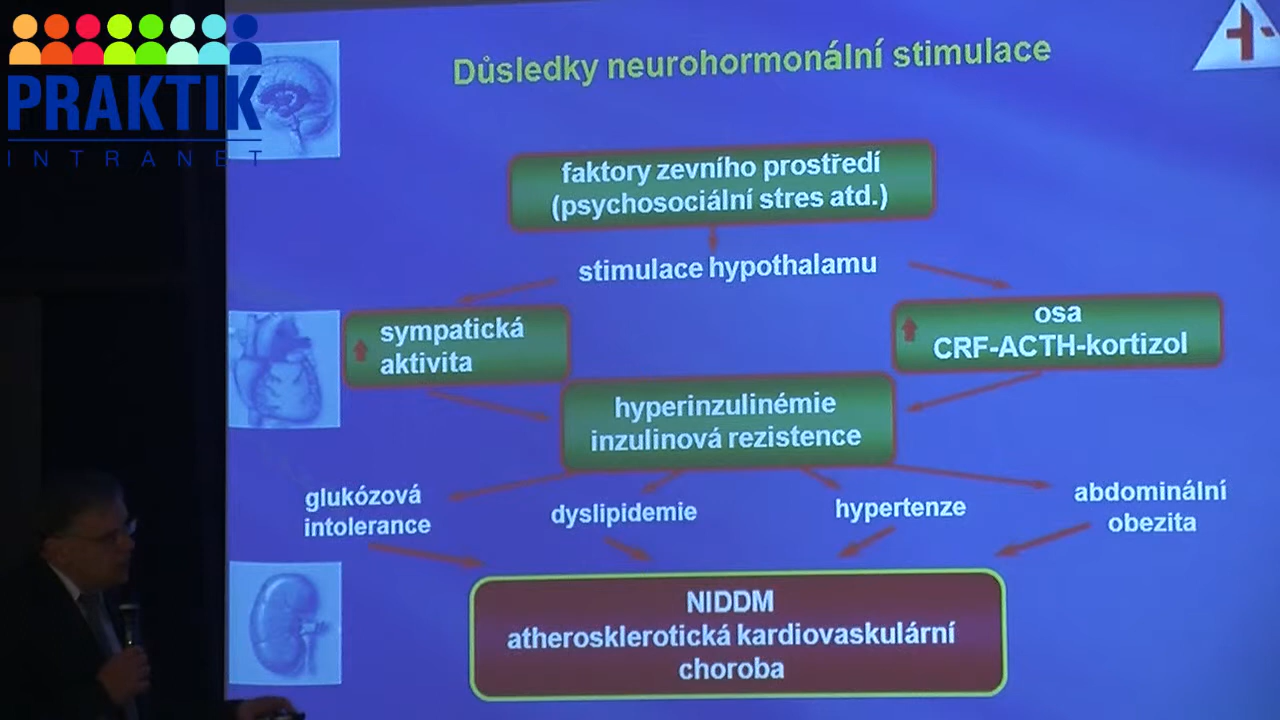 PRAKTIK
INTRANET
Důsledky neurohormonální stimulace
faktory zevního prostředí
(psychosociální stres atd.)
stimulace hypothalamu
sympatická
aktivita
osa
CRF-ACTH-kortizol
hyperinzulinémie
inzulinová rezistence
glukózová
intolerance
dyslipidemie
hypertenze
abdominální
obezita
NIDDM
atherosklerotická kardiovaskulární
choroba